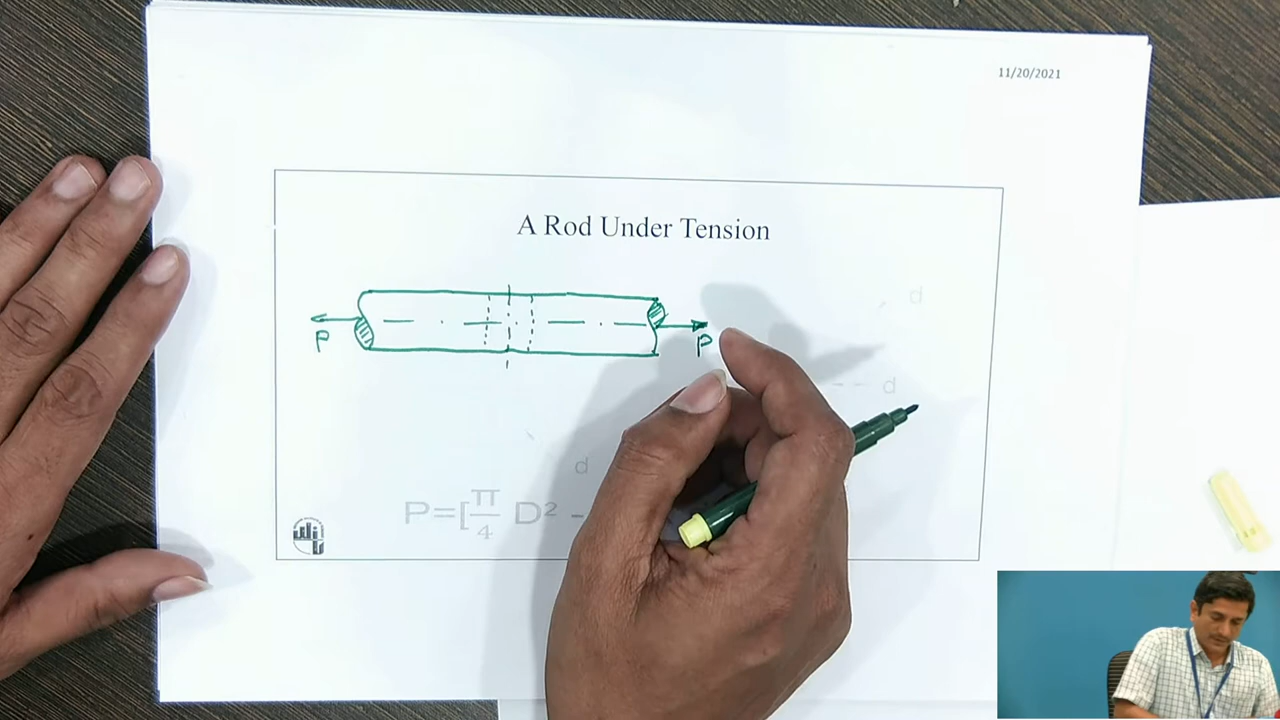 11/20/2021
A Rod Under Tension
d
P P
d
d
P=[π/4 D² -